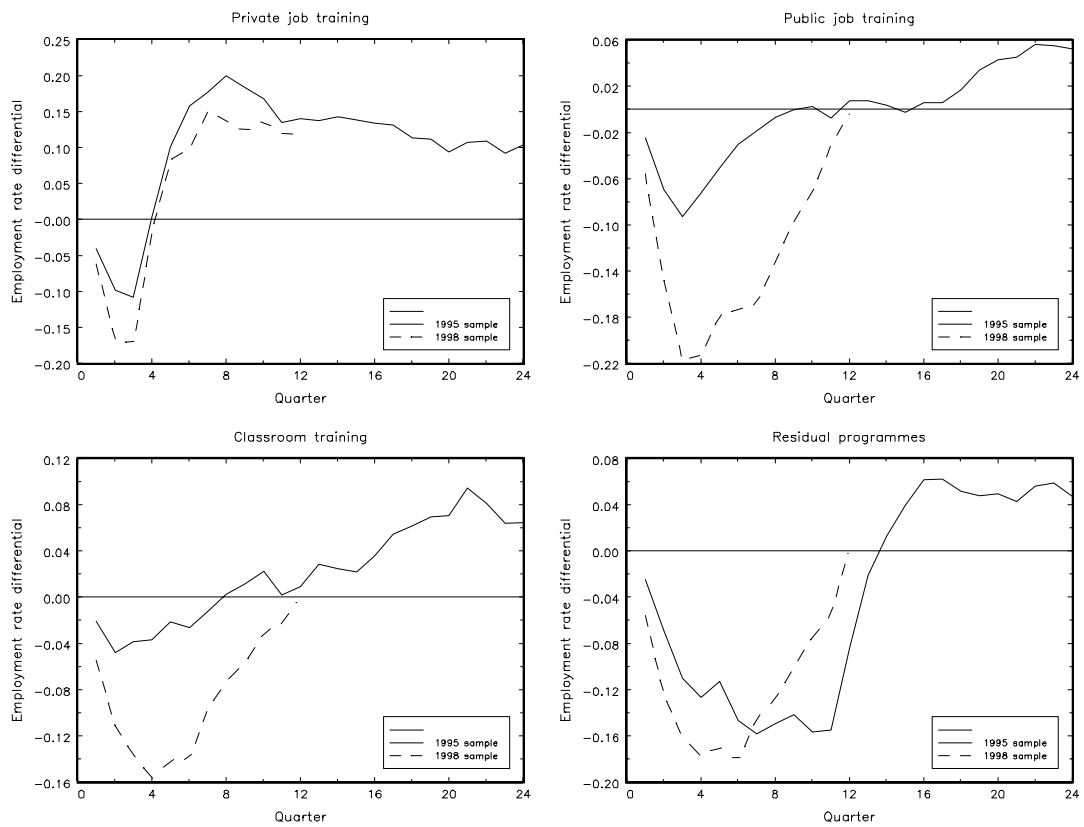 Private job training
Employment rate differential
0.25
0.20
0.15
0.10
0.05
-0.00
-0.05
-0.10
-0.15
-0.20
0 4 8 12 16 20 24
Quarter
1995 sample
1998 sample
Public job training
Employment rate differential
0.06
0.02
-0.02
-0.06
-0.10
-0.14
-0.18
-0.22
0 4 8 12 16 20 24
Quarter
1995 sample
1998 sample
Classroom training
Employment rate differential
0.12
0.08
0.04
0.00
-0.04
-0.08
-0.12
-0.16
0 4 8 12 16 20 24
Quarter
1995 sample
1998 sample
Residual programmes
Employment rate differential
0.08
0.04
0.00
-0.04
-0.08
-0.12
-0.16
-0.20
0 4 8 12 16 20 24
Quarter
1995 sample
1998 sample